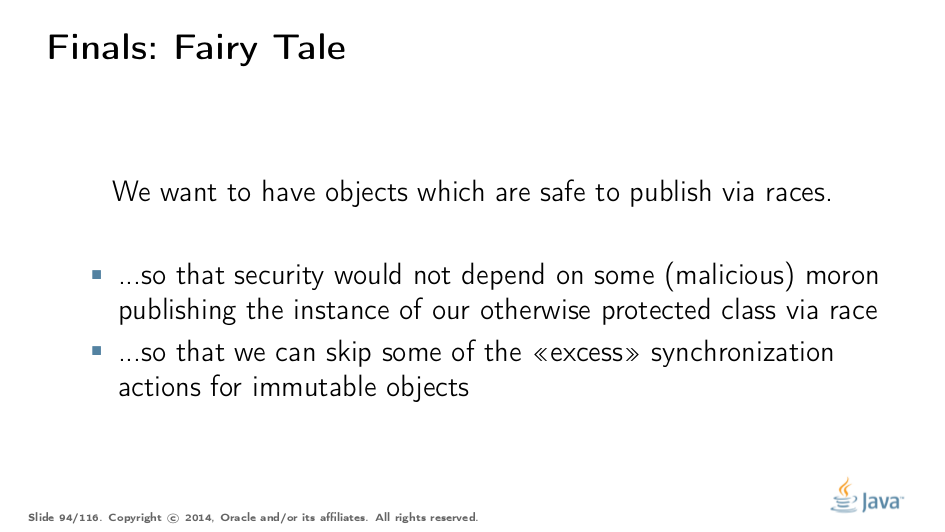 Finals: Fairy Tale
We want to have objects which are safe to publish via races.
...so that security would not depend on some (malicious) moron
publishing the instance of our otherwise protected class via race
...so that we can skip some of the «excess» synchronization
actions for immutable objects
Java™
Slide 94/116. Copyright © 2014, Oracle and/or its affiliates. All rights reserved.